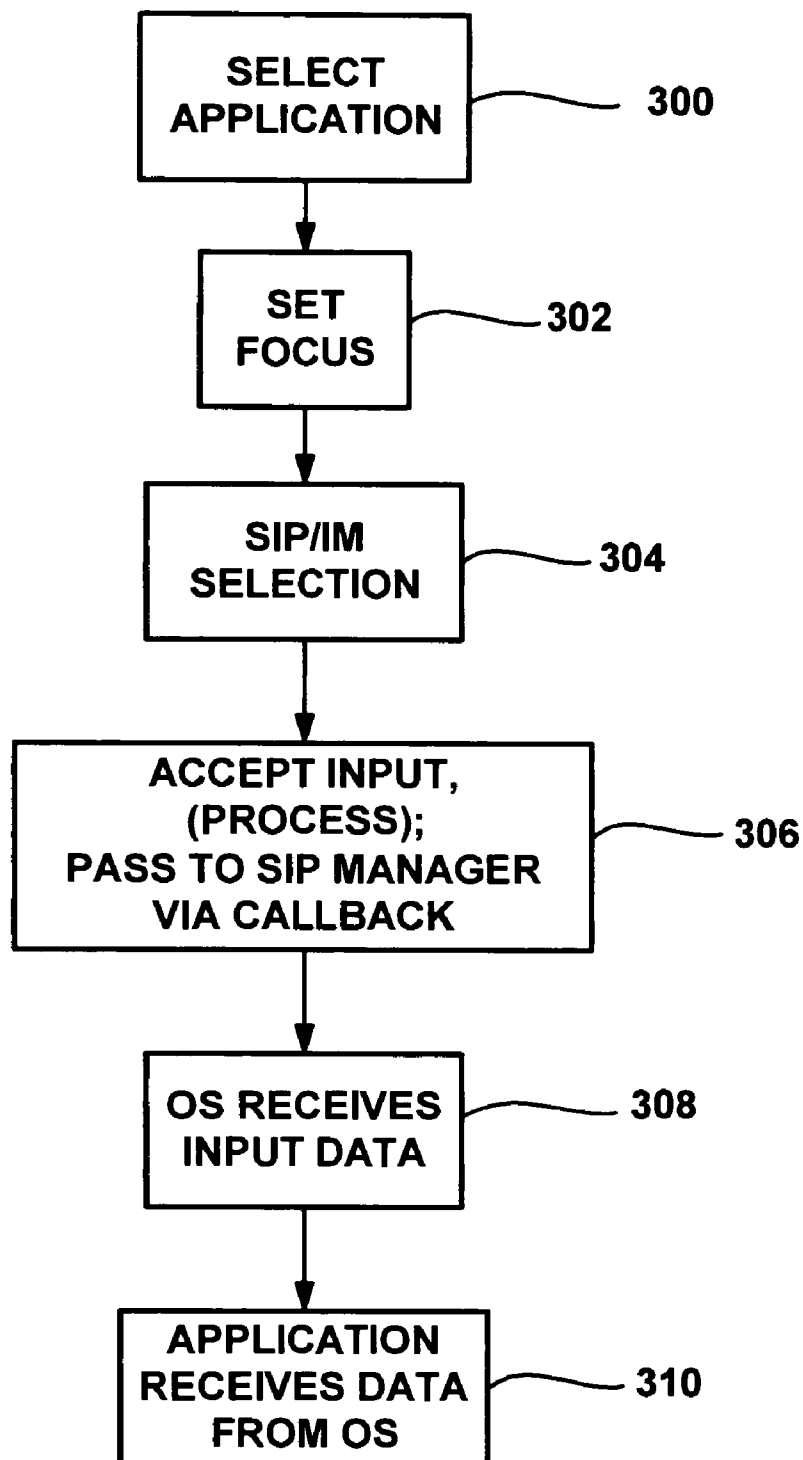 SELECT
APPLICATION
300
SET
FOCUS
302
SIP/IM
SELECTION
304
ACCEPT INPUT,
(PROCESS);
PASS TO SIP MANAGER
VIA CALLBACK
306
OS RECEIVES
INPUT DATA
308
APPLICATION
RECEIVES DATA
FROM OS
310